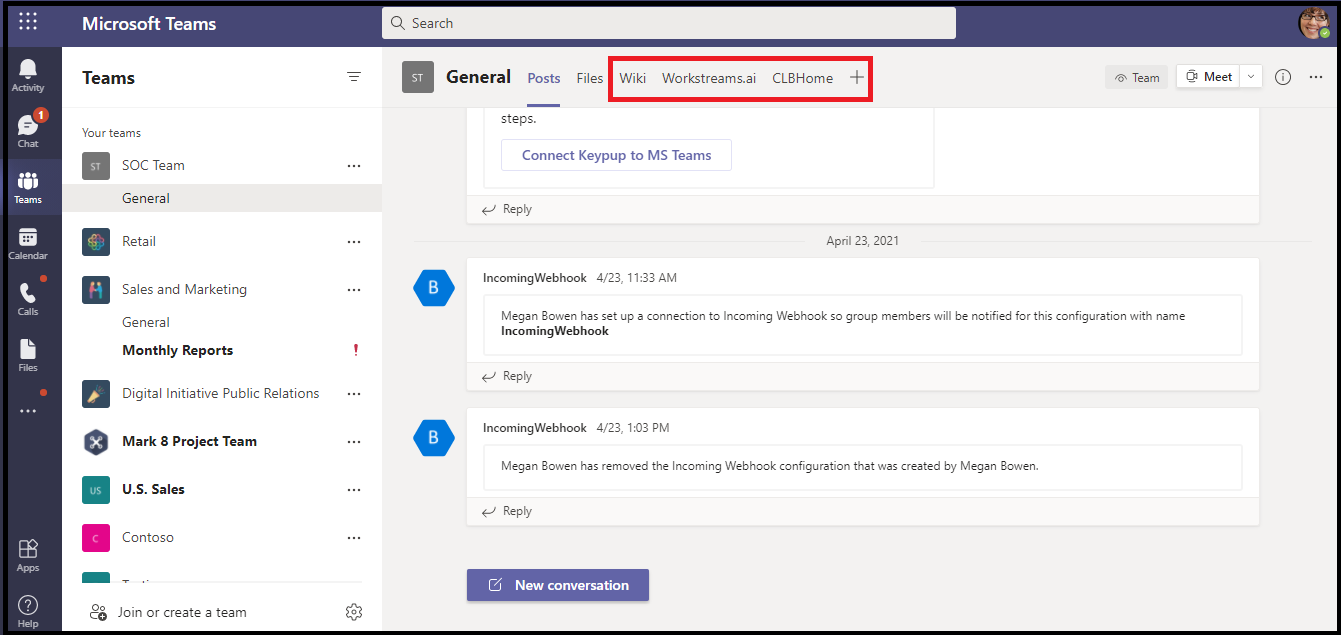 Microsoft Teams
Search
Activity
Chat
1
Teams
Calendar
Calls
Files
Apps
Help
Teams
Your teams
ST
SOC Team
General
Retail
Sales and Marketing
General
Monthly Reports
!
Digital Initiative Public Relations
Mark 8 Project Team
US
U.S. Sales
C
Contoso
Join or create a team
ST
General
Posts
Files
Wiki
Workstreams.ai
CLBHome
Team
Meet
steps.
Connect Keypup to MS Teams
Reply
April 23, 2021
B
IncomingWebhook 4/23, 11:33 AM
Megan Bowen has set up a connection to Incoming Webhook so group members will be notified for this configuration with name
IncomingWebhook
Reply
B
IncomingWebhook 4/23, 1:03 PM
Megan Bowen has removed the Incoming Webhook configuration that was created by Megan Bowen.
Reply
New conversation